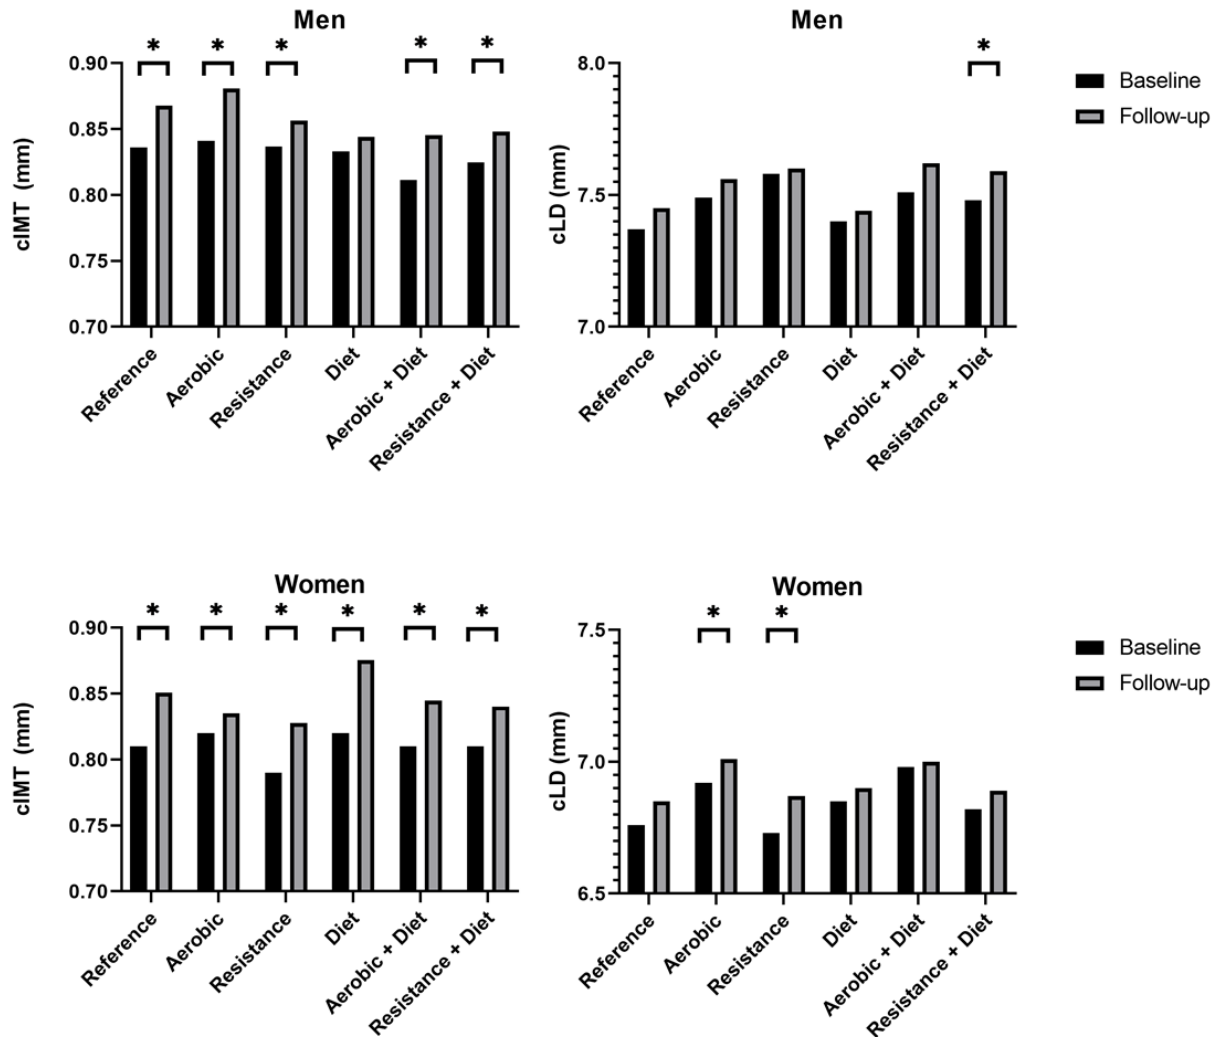 Men
* * * * *
cIMT (mm)
0.90
0.85
0.80
0.75
0.70
Reference
Aerobic
Resistance
Diet
Aerobic + Diet
Resistance + Diet
Men
*
cLD (mm)
8.0
7.5
7.0
Reference
Aerobic
Resistance
Diet
Aerobic + Diet
Resistance + Diet
Baseline
Follow-up
Women
* * * * * *
cIMT (mm)
0.90
0.85
0.80
0.75
0.70
Reference
Aerobic
Resistance
Diet
Aerobic + Diet
Resistance + Diet
Women
* *
cLD (mm)
7.5
7.0
6.5
Reference
Aerobic
Resistance
Diet
Aerobic + Diet
Resistance + Diet
Baseline
Follow-up